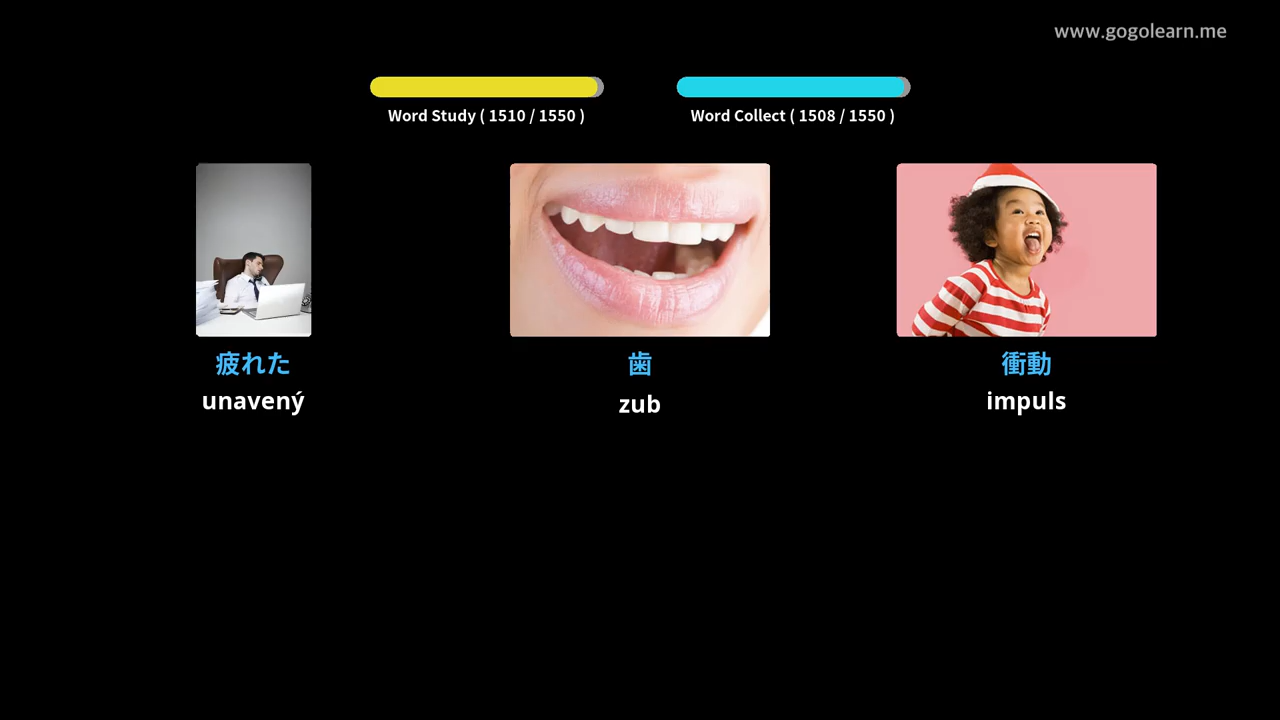 www.gogolearn.me
Word Study ( 1510 / 1550 )
Word Collect ( 1508 / 1550 )
疲れた
unavený
歯
zub
衝動
impuls